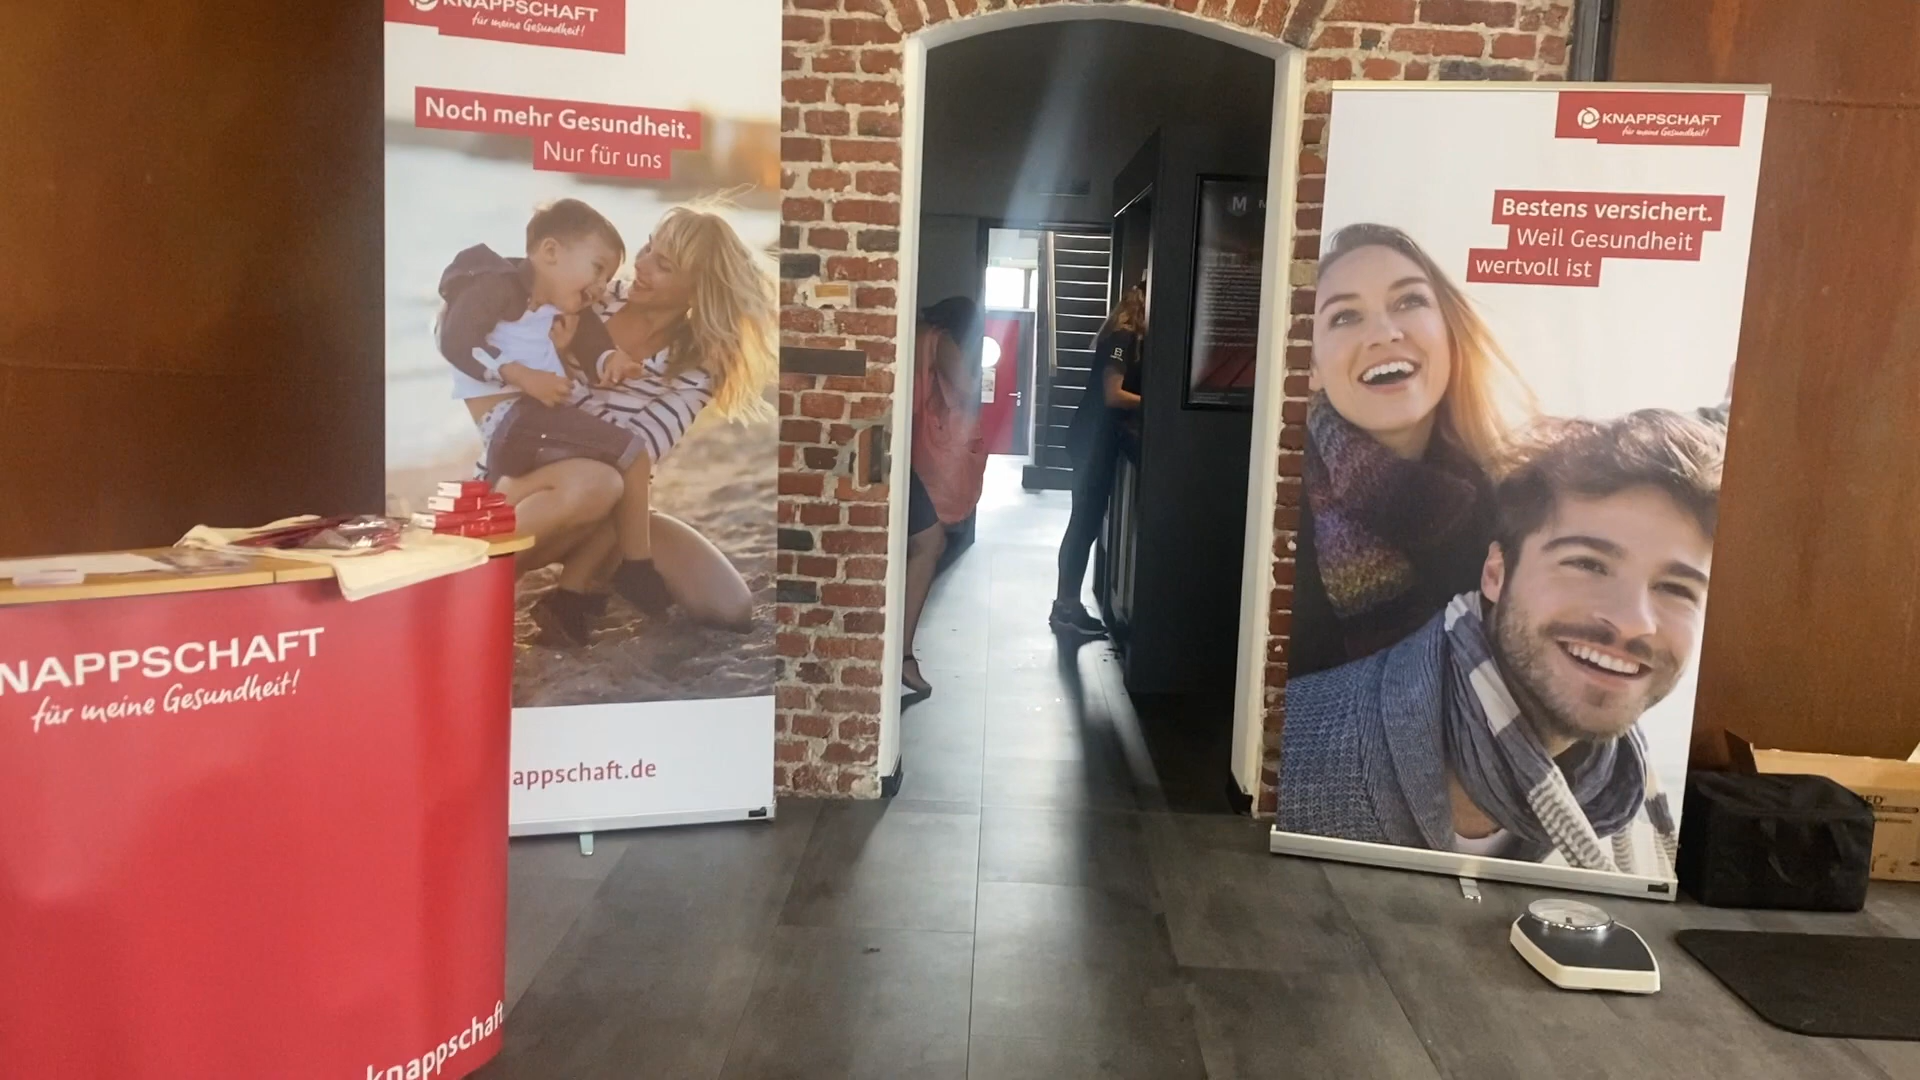 KNAPPSCHAFT
für meine Gesundheit!
Noch mehr Gesundheit.
Nur für uns
appschaft.de
NAPPSCHAFT
für meine Gesundheit!
knappschaft
M
KNAPPSCHAFT
für meine Gesundheit!
Bestens versichert.
Weil Gesundheit
wertvoll ist